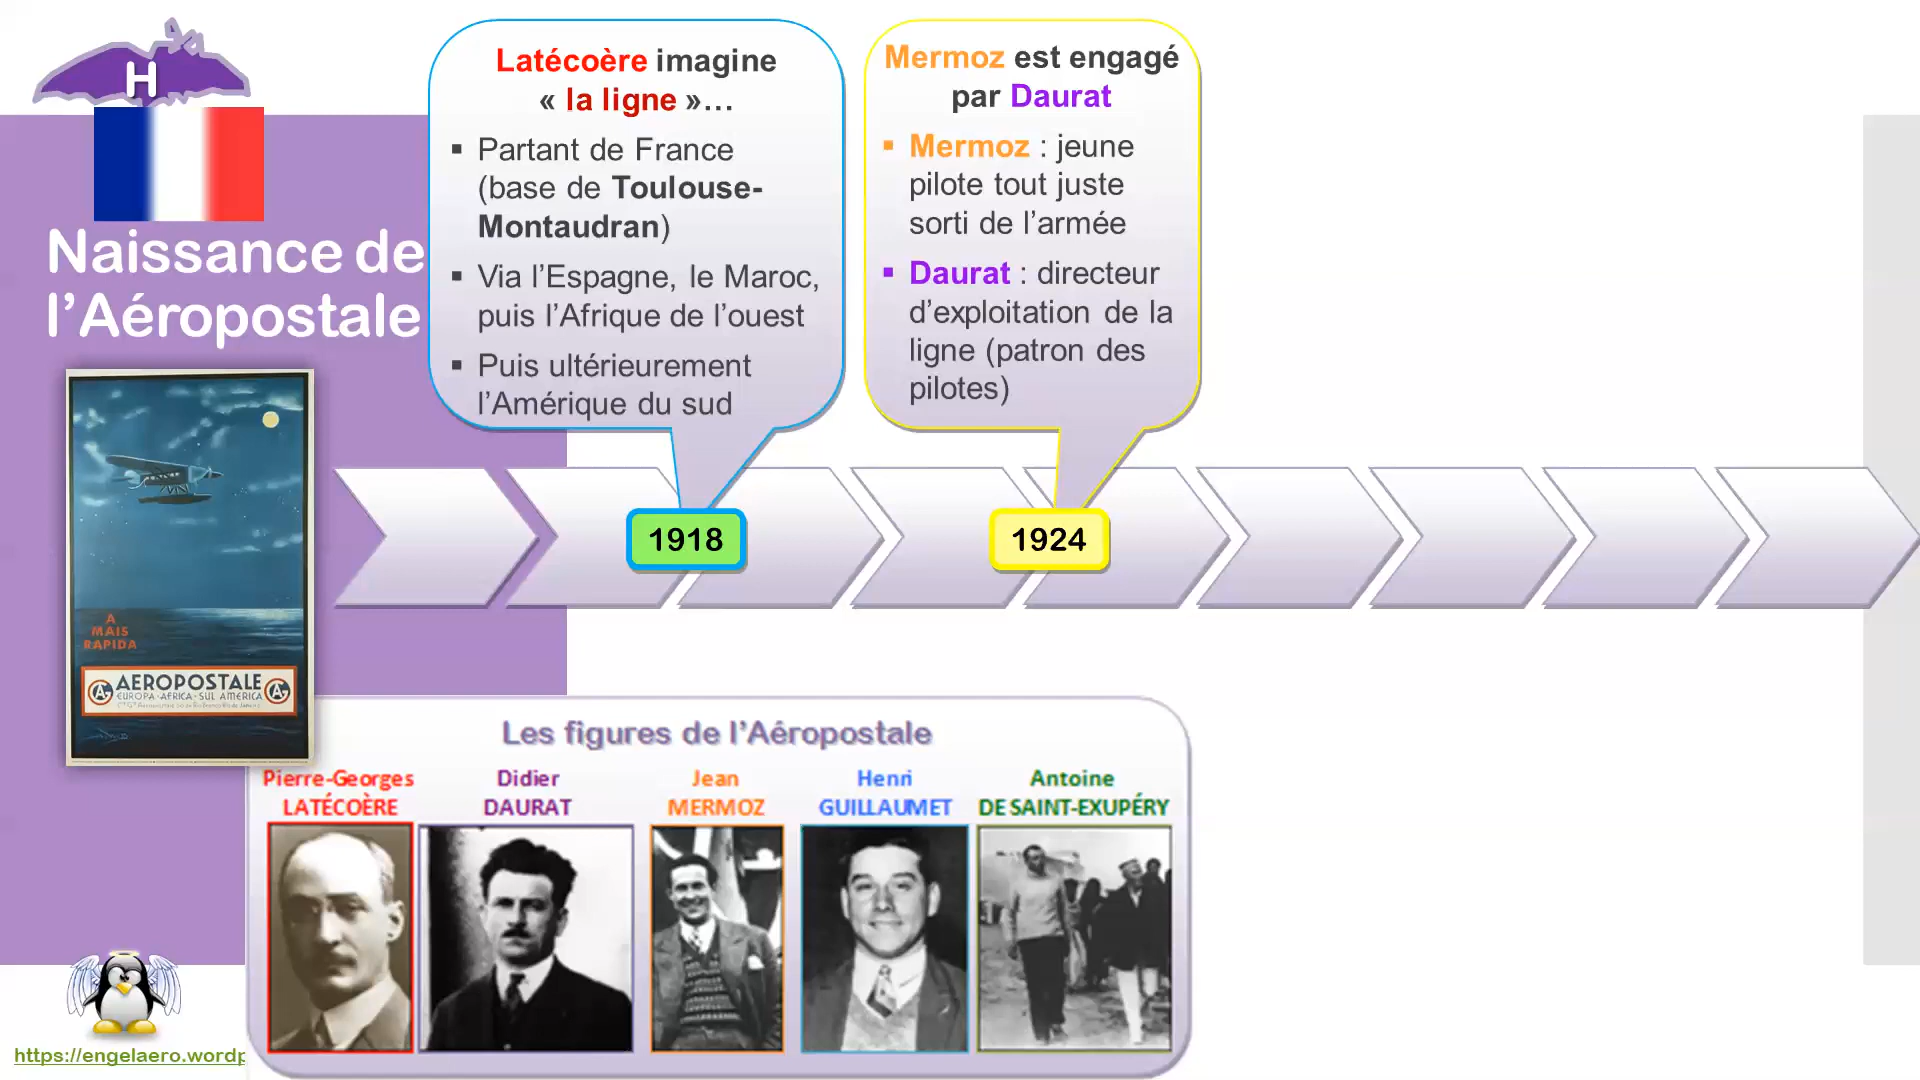 H
Naissance de
l’Aéropostale
Latécoère imagine
« la ligne »…
▪ Partant de France
(base de Toulouse-
Montaudran)
▪ Via l’Espagne, le Maroc,
puis l’Afrique de l’ouest
▪ Puis ultérieurement
l’Amérique du sud
Mermoz est engagé
par Daurat
▪ Mermoz : jeune
pilote tout juste
sorti de l’armée
▪ Daurat : directeur
d’exploitation de la
ligne (patron des
pilotes)
1918
1924
A
MAIS
RAPIDA
AEROPOSTALE
EUROPA-AFRICA-SUL AMERICA
Les figures de l’Aéropostale
Pierre-Georges
LATÉCOÈRE
Didier
DAURAT
Jean
MERMOZ
Henri
GUILLAUMET
Antoine
DE SAINT-EXUPÉRY
https://engelaero.wordp